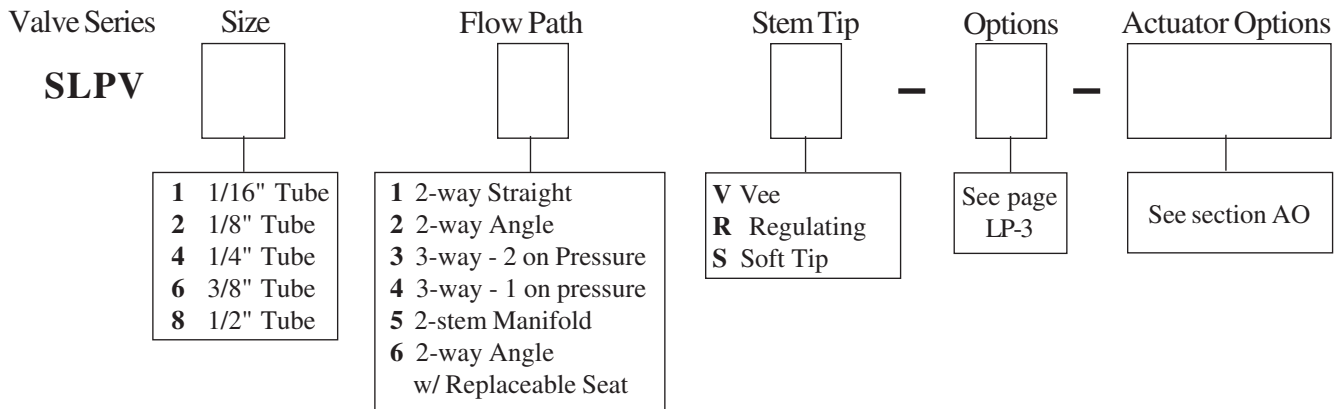 Valve Series Size Flow Path Stem Tip Options Actuator Options
SLPV – –
1 1/16" Tube
2 1/8" Tube
4 1/4" Tube
6 3/8" Tube
8 1/2" Tube
1 2-way Straight
2 2-way Angle
3 3-way - 2 on Pressure
4 3-way - 1 on pressure
5 2-stem Manifold
6 2-way Angle
w/ Replaceable Seat
V Vee
R Regulating
S Soft Tip
See page
LP-3
See section AO